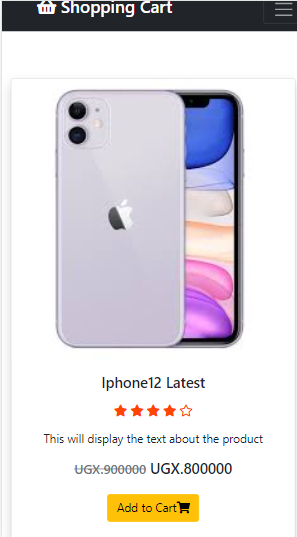 Shopping Cart
Iphone12 Latest
This will display the text about the product
UGX.900000 UGX.800000
Add to Cart